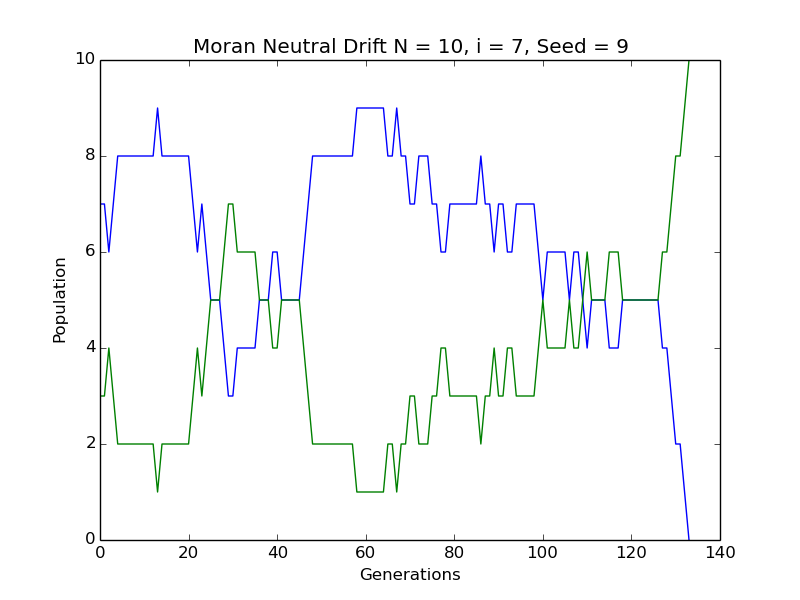 Moran Neutral Drift N = 10, i = 7, Seed = 9
10
8
6
4
2
0
Population
0 20 40 60 80 100 120 140
Generations